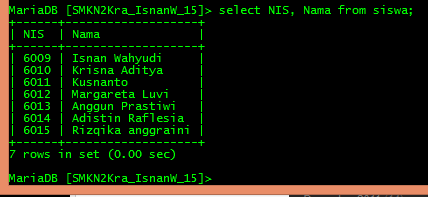 MariaDB [SMKN2Kra_IsnanW_15]> select NIS, Nama from siswa;
+------+-------------------+
| NIS  | Nama              |
+------+-------------------+
| 6009 | Isnan Wahyudi     |
| 6010 | Krisna Aditya     |
| 6011 | Kusnanto          |
| 6012 | Margareta Luvi    |
| 6013 | Anggun Prastiwi   |
| 6014 | Adistin Raflesia  |
| 6015 | Rizqika anggraini |
+------+-------------------+
7 rows in set (0.00 sec)
MariaDB [SMKN2Kra_IsnanW_15]>